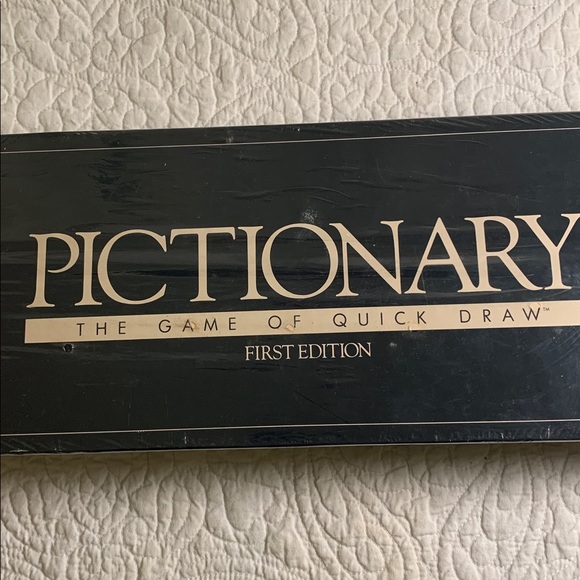 PICTIONARY
THE GAME OF QUICK DRAW™
FIRST EDITION